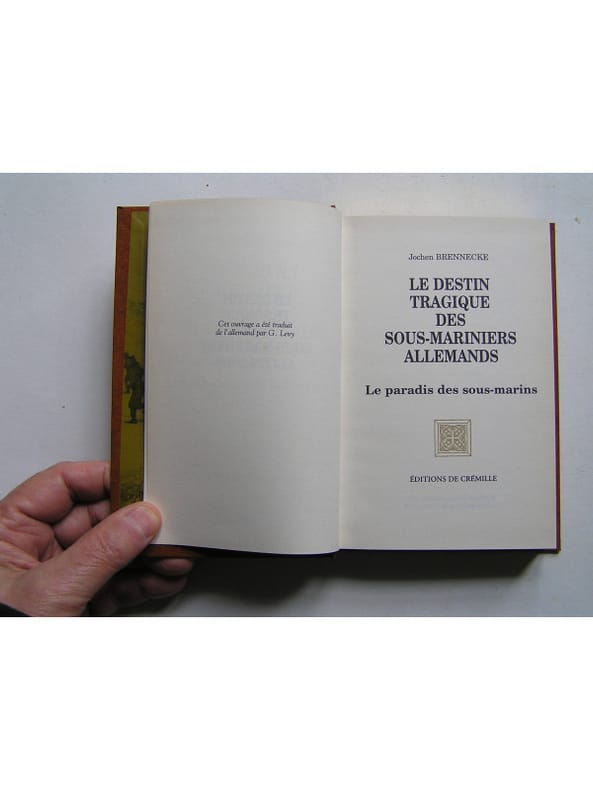 Cet ouvrage a été traduit
de l'allemand par G. Levy
Jochen BRENNECKE
LE DESTIN
TRAGIQUE
DES
SOUS-MARINIERS
ALLEMANDS
Le paradis des sous-marins
ÉDITIONS DE CRÉMILLE